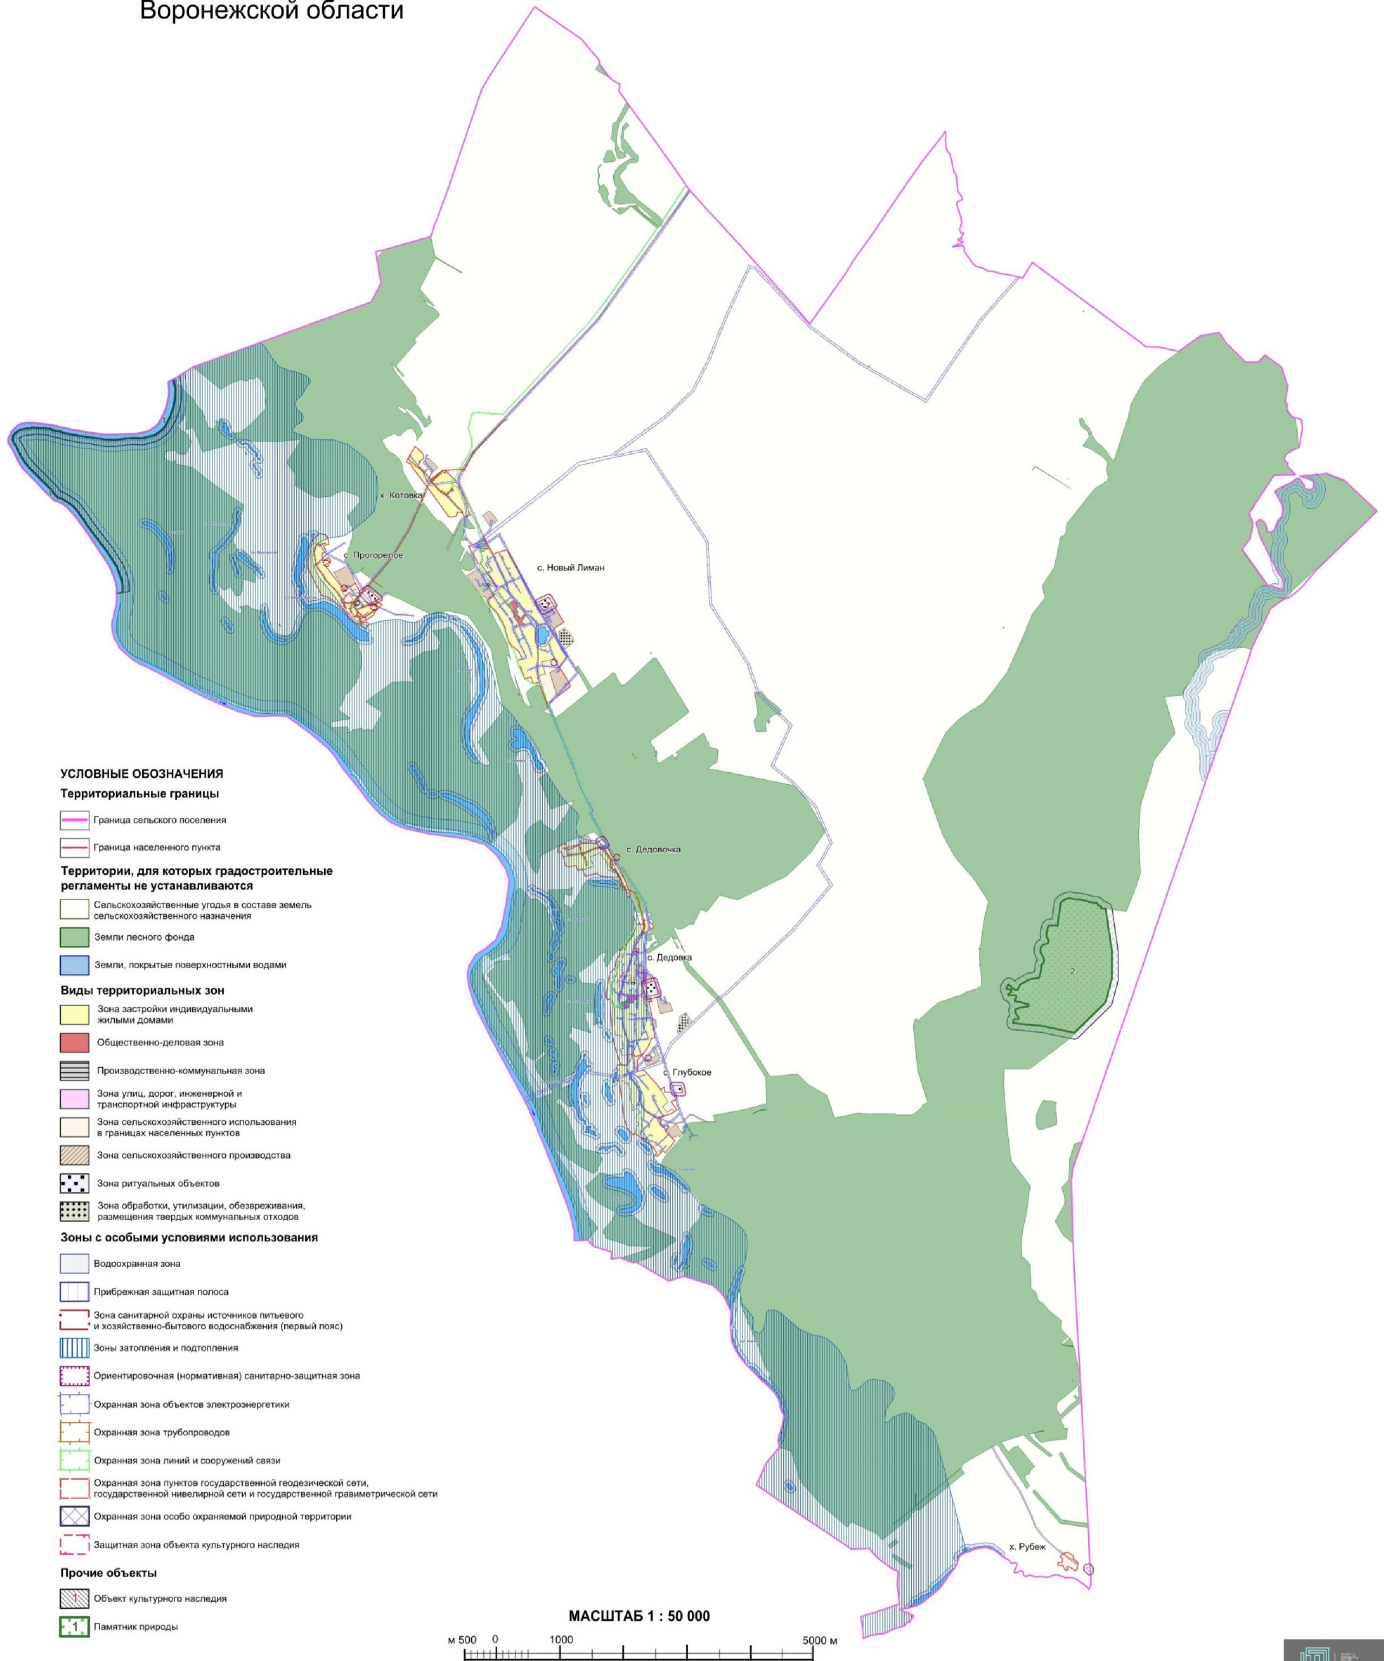 Воронежской области
х. Котовка
с. Прогорелое
с. Новый Лиман
с. Дедовочка
с. Дедовка
с. Глубокое
2
х. Рубеж
УСЛОВНЫЕ ОБОЗНАЧЕНИЯ
Территориальные границы
Граница сельского поселения
Граница населенного пункта
Территории, для которых градостроительные
регламенты не устанавливаются
Сельскохозяйственные угодья в составе земель
сельскохозяйственного назначения
Земли лесного фонда
Земли, покрытые поверхностными водами
Виды территориальных зон
Зона застройки индивидуальными
жилыми домами
Общественно-деловая зона
Производственно-коммунальная зона
Зона улиц, дорог, инженерной и
транспортной инфраструктуры
Зона сельскохозяйственного использования
в границах населенных пунктов
Зона сельскохозяйственного производства
Зона ритуальных объектов
Зона обработки, утилизации, обезвреживания,
размещения твердых коммунальных отходов
Зоны с особыми условиями использования
Водоохранная зона
Прибрежная защитная полоса
Зона санитарной охраны источников питьевого
и хозяйственно-бытового водоснабжения (первый пояс)
Зоны затопления и подтопления
Ориентировочная (нормативная) санитарно-защитная зона
Охранная зона объектов электроэнергетики
Охранная зона трубопроводов
Охранная зона линий и сооружений связи
Охранная зона пунктов государственной геодезической сети,
государственной нивелирной сети и государственной гравиметрической сети
Охранная зона особо охраняемой природной территории
Защитная зона объекта культурного наследия
Прочие объекты
1 Объект культурного наследия
1 Памятник природы
МАСШТАБ 1 : 50 000
м 500 0 1000 5000 м